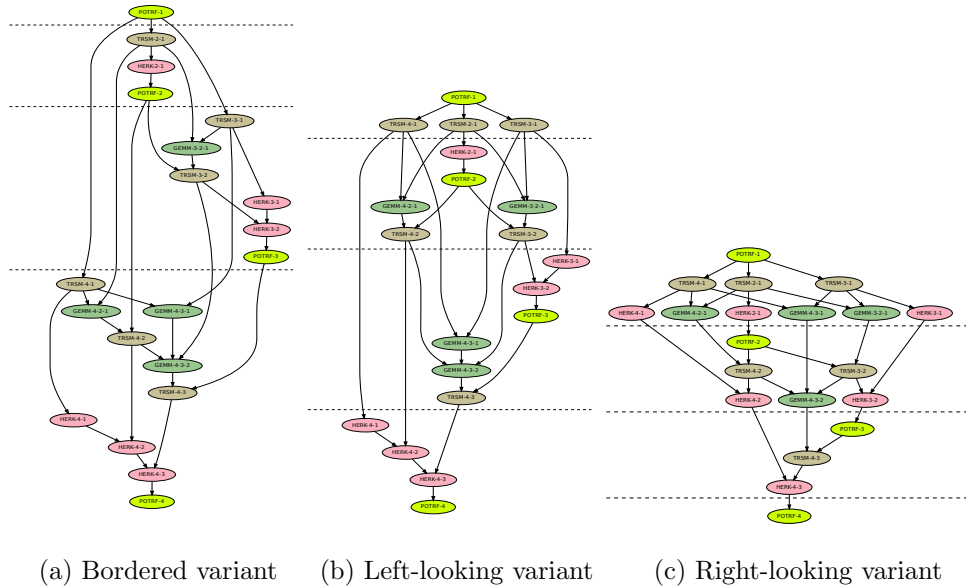 POTRF-1
TRSM-2-1
HERK-2-1
POTRF-2
TRSM-3-1
GEMM-3-2-1
TRSM-3-2
HERK-3-1
HERK-3-2
POTRF-3
TRSM-4-1
GEMM-4-2-1 GEMM-4-3-1
TRSM-4-2
GEMM-4-3-2
TRSM-4-3
HERK-4-1
HERK-4-2
HERK-4-3
POTRF-4
(a) Bordered variant
POTRF-1
TRSM-4-1 TRSM-2-1 TRSM-3-1
HERK-2-1
POTRF-2
GEMM-4-2-1 GEMM-3-2-1
TRSM-4-2 TRSM-3-2
HERK-3-1
HERK-3-2
POTRF-3
GEMM-4-3-1
GEMM-4-3-2
TRSM-4-3
HERK-4-1
HERK-4-2
HERK-4-3
POTRF-4
(b) Left-looking variant
POTRF-1
TRSM-4-1 TRSM-2-1 TRSM-3-1
HERK-4-1 GEMM-4-2-1 HERK-2-1 GEMM-4-3-1 GEMM-3-2-1 HERK-3-1
POTRF-2
TRSM-4-2 TRSM-3-2
HERK-4-2 GEMM-4-3-2 HERK-3-2
POTRF-3
TRSM-4-3
HERK-4-3
POTRF-4
(c) Right-looking variant